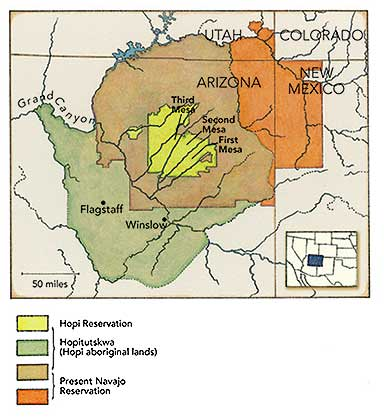 UTAH
COLORADO
ARIZONA
NEW
MEXICO
Grand Canyon
Third
Mesa
Second
Mesa
First
Mesa
Flagstaff
Winslow
50 miles
Hopi Reservation
Hopitutskwa
(Hopi aboriginal lands)
Present Navajo
Reservation